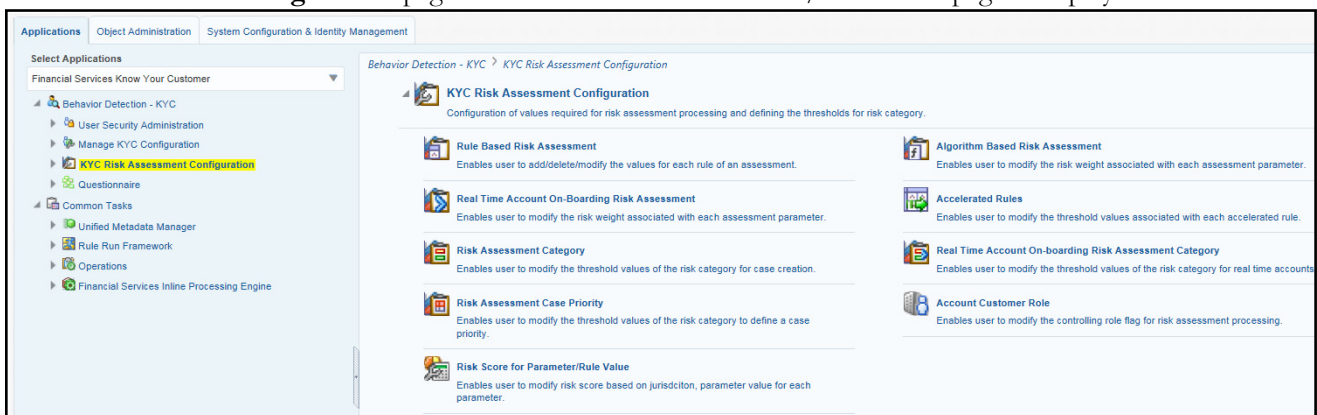 Applications Object Administration System Configuration & Identity Management
Select Applications
Financial Services Know Your Customer
Behavior Detection - KYC
User Security Administration
Manage KYC Configuration
KYC Risk Assessment Configuration
Questionnaire
Common Tasks
Unified Metadata Manager
Rule Run Framework
Operations
Financial Services Inline Processing Engine
Behavior Detection - KYC > KYC Risk Assessment Configuration
KYC Risk Assessment Configuration
Configuration of values required for risk assessment processing and defining the thresholds for risk category.
Rule Based Risk Assessment
Enables user to add/delete/modify the values for each rule of an assessment.
Algorithm Based Risk Assessment
Enables user to modify the risk weight associated with each assessment parameter.
Real Time Account On-Boarding Risk Assessment
Enables user to modify the risk weight associated with each assessment parameter.
Accelerated Rules
Enables user to modify the threshold values associated with each accelerated rule.
Risk Assessment Category
Enables user to modify the threshold values of the risk category for case creation.
Real Time Account On-boarding Risk Assessment Category
Enables user to modify the threshold values of the risk category for real time accounts
Risk Assessment Case Priority
Enables user to modify the threshold values of the risk category to define a case
priority.
Account Customer Role
Enables user to modify the controlling role flag for risk assessment processing.
Risk Score for Parameter/Rule Value
Enables user to modify risk score based on jurisdciton, parameter value for each
parameter.